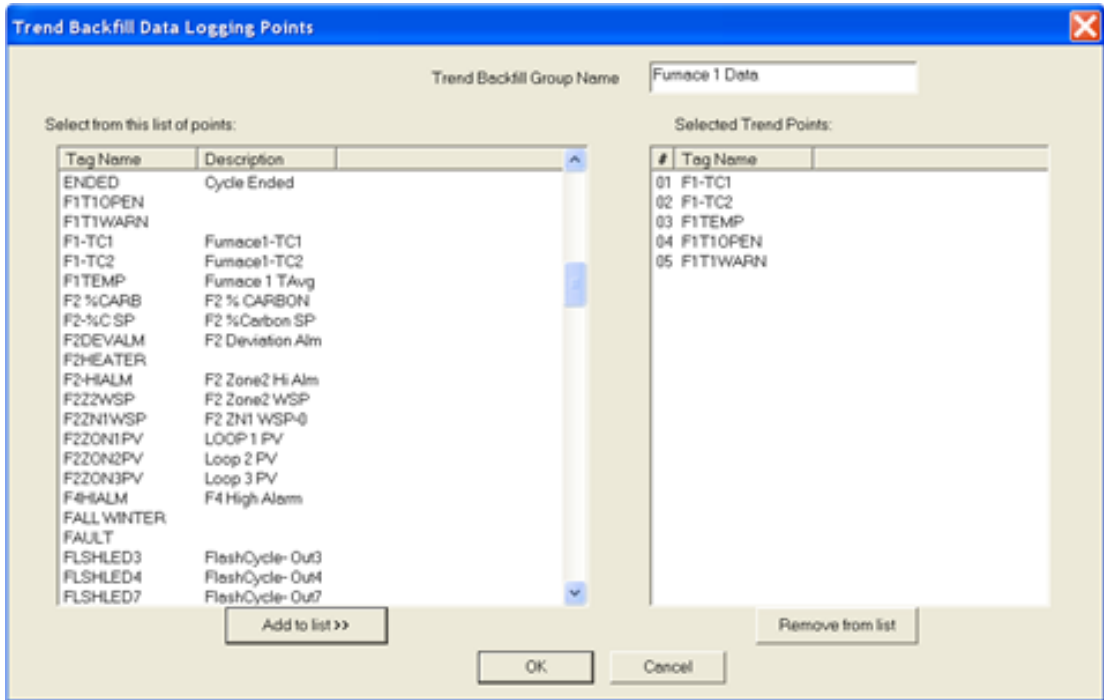 Trend Backfill Data Logging Points
Trend Backfill Group Name Furnace 1 Data
Select from this list of points:
Tag Name Description
ENDED Cycle Ended
F1T1OPEN
F1T1WARN
F1-TC1 Furnace1-TC1
F1-TC2 Furnace1-TC2
F1TEMP Furnace 1 TAvg
F2 %CARB F2 % CARBON
F2-%C SP F2 %Carbon SP
F2DEVALM F2 Deviation Alm
F2HEATER
F2-HIALM F2 Zone2 Hi Alm
F2Z2WSP F2 Zone2 WSP
F2ZN1WSP F2 ZN1 WSP-0
F2ZON1PV LOOP 1 PV
F2ZON2PV Loop 2 PV
F2ZON3PV Loop 3 PV
F4HIALM F4 High Alarm
FALL WINTER
FAULT
FLSHLED3 FlashCycle- Out3
FLSHLED4 FlashCycle- Out4
FLSHLED7 FlashCycle- Out7
Add to list >>
Selected Trend Points:
# Tag Name
01 F1-TC1
02 F1-TC2
03 F1TEMP
04 F1T1OPEN
05 F1T1WARN
Remove from list
OK Cancel